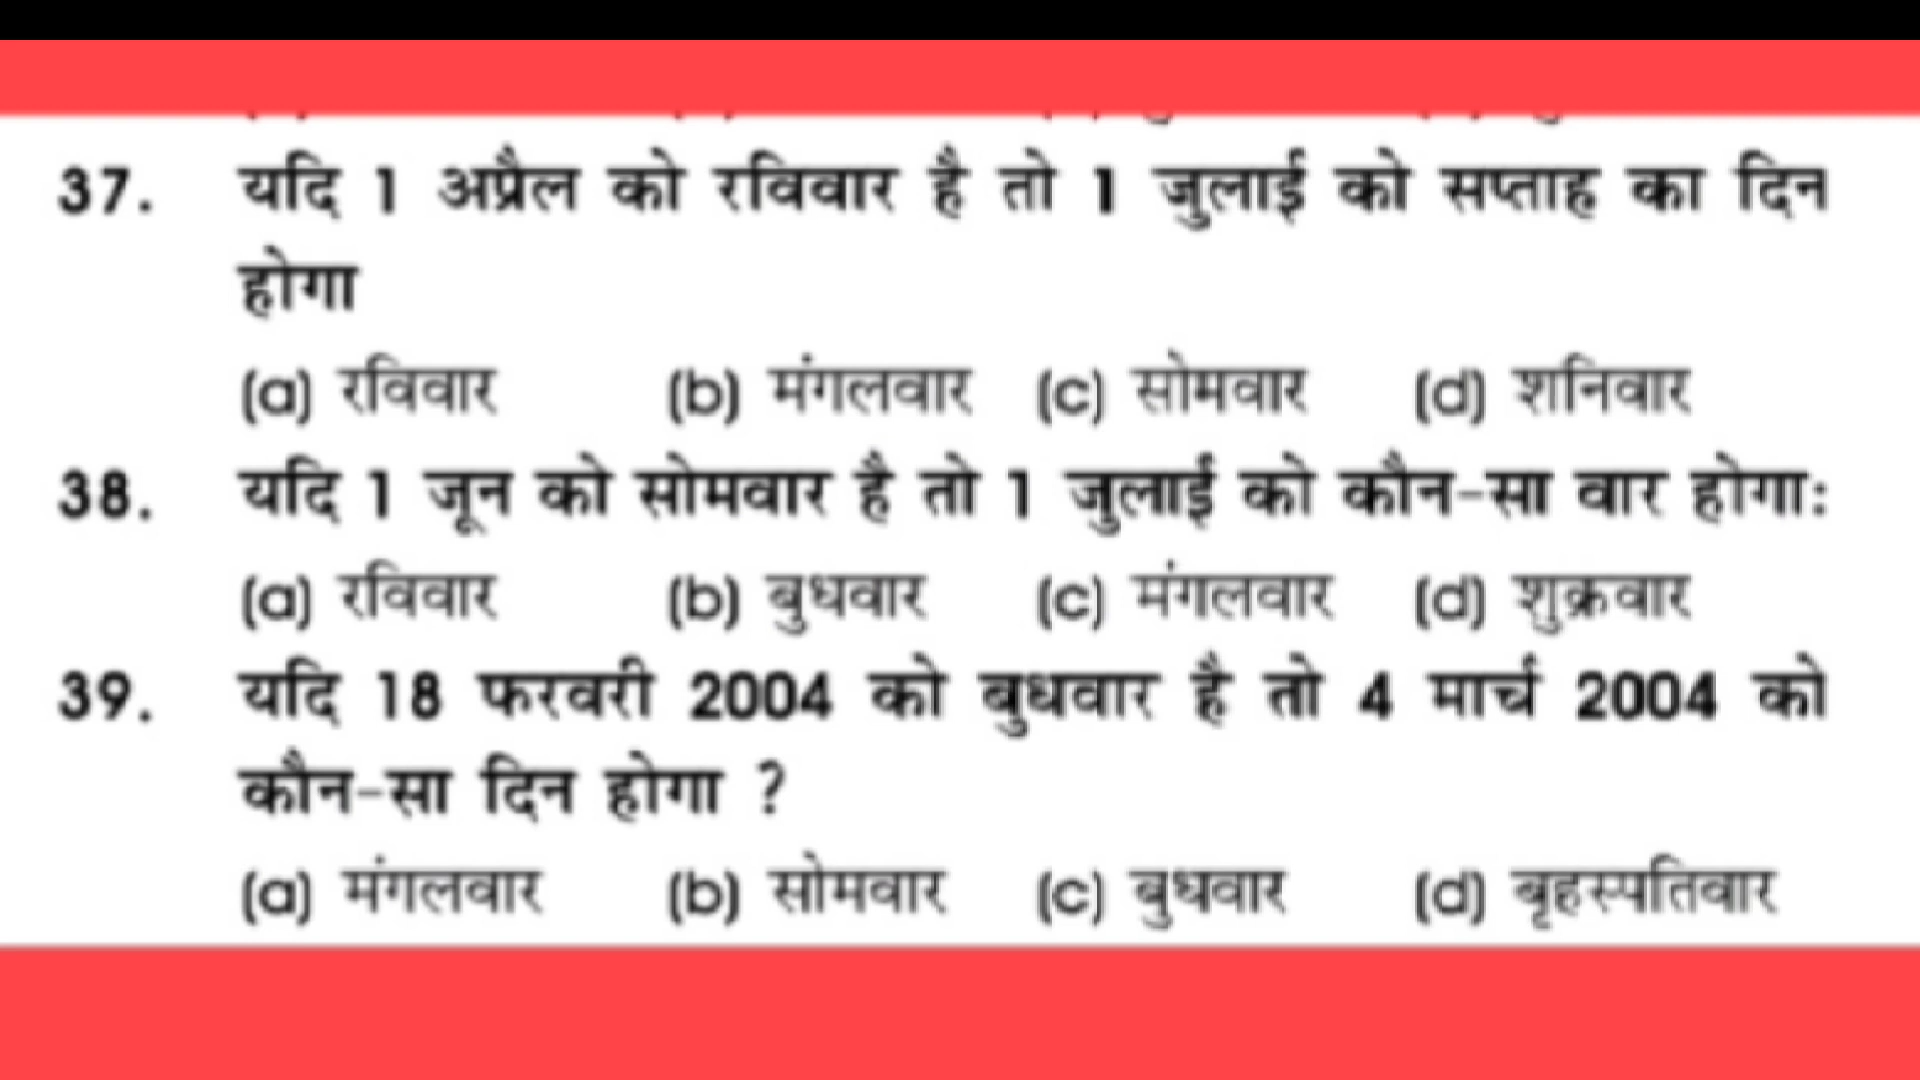 37. यदि 1 अप्रैल को रविवार है तो 1 जुलाई को सप्ताह का दिन
होगा
(a) रविवार (b) मंगलवार (c) सोमवार (d) शनिवार
38. यदि 1 जून को सोमवार है तो 1 जुलाई को कौन-सा वार होगा:
(a) रविवार (b) बुधवार (c) मंगलवार (d) शुक्रवार
39. यदि 18 फरवरी 2004 को बुधवार है तो 4 मार्च 2004 को
कौन-सा दिन होगा ?
(a) मंगलवार (b) सोमवार (c) बुधवार (d) बृहस्पतिवार